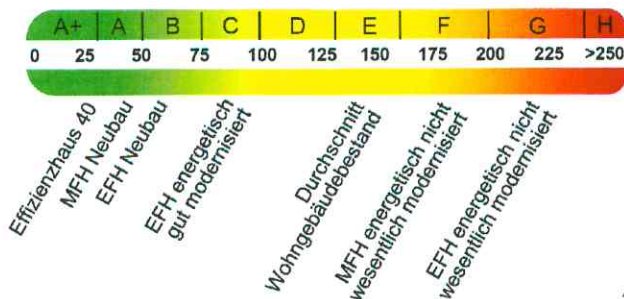 A+ A B C D E F G H
0 25 50 75 100 125 150 175 200 225 >250
Effizienzhaus 40
MFH Neubau
EFH Neubau
EFH energetisch
gut modernisiert
Durchschnitt
Wohngebäudebestand
MFH energetisch nicht
wesentlich modernisiert
EFH energetisch nicht
wesentlich modernisiert